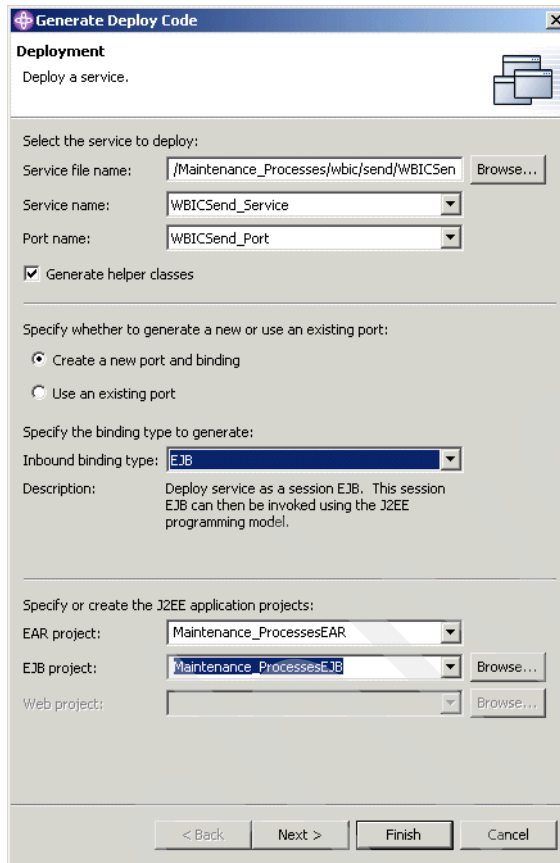 Generate Deploy Code
Deployment
Deploy a service.
Select the service to deploy:
Service file name: /Maintenance_Processes/wbic/send/WBICSen Browse...
Service name: WBICSend_Service
Port name: WBICSend_Port
Generate helper classes
Specify whether to generate a new or use an existing port:
Create a new port and binding
Use an existing port
Specify the binding type to generate:
Inbound binding type: EJB
Description: Deploy service as a session EJB. This session
EJB can then be invoked using the J2EE
programming model.
Specify or create the J2EE application projects:
EAR project: Maintenance_ProcessesEAR
EJB project: Maintenance_ProcessesEJB Browse...
Web project: Browse...
< Back Next > Finish Cancel